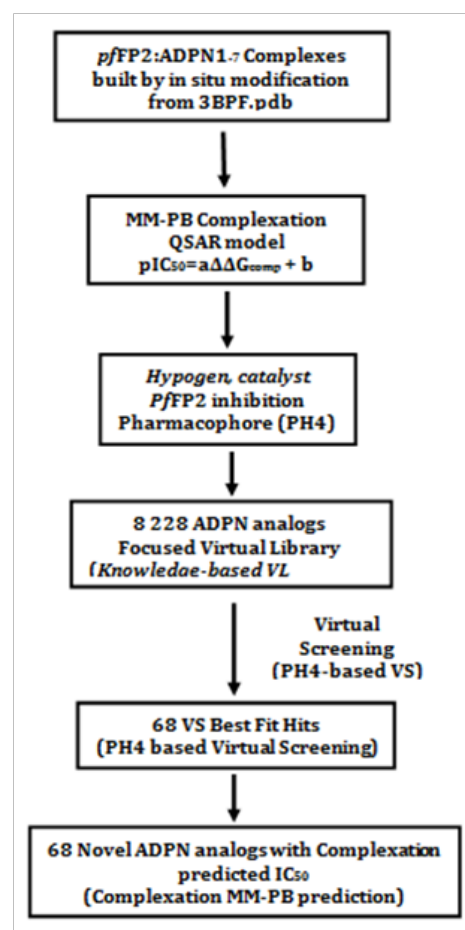 pfFP2:ADPN1-7 Complexes
built by in situ modification
from 3BPF.pdb
MM-PB Complexation
QSAR model
pIC50=aΔΔGcomp + b
Hypogen, catalyst
PfFP2 inhibition
Pharmacophore (PH4)
8 228 ADPN analogs
Focused Virtual Library
(Knowledae-based VL
Virtual
Screening
(PH4-based VS)
68 VS Best Fit Hits
(PH4 based Virtual Screening)
68 Novel ADPN analogs with Complexation
predicted IC50
(Complexation MM-PB prediction)